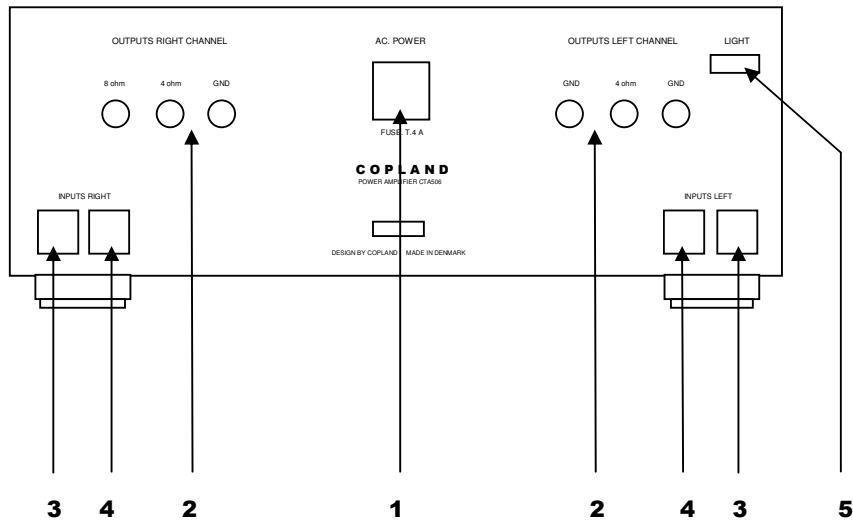 OUTPUTS RIGHT CHANNEL
AC. POWER
OUTPUTS LEFT CHANNEL
LIGHT
8 ohm
4 ohm
GND
GND
4 ohm
GND
FUSE. T.4 A
COPLAND
POWER AMPLIFIER CTA506
INPUTS RIGHT
INPUTS LEFT
DESIGN BY COPLAND MADE IN DENMARK
3 4 2 1 2 4 3 5